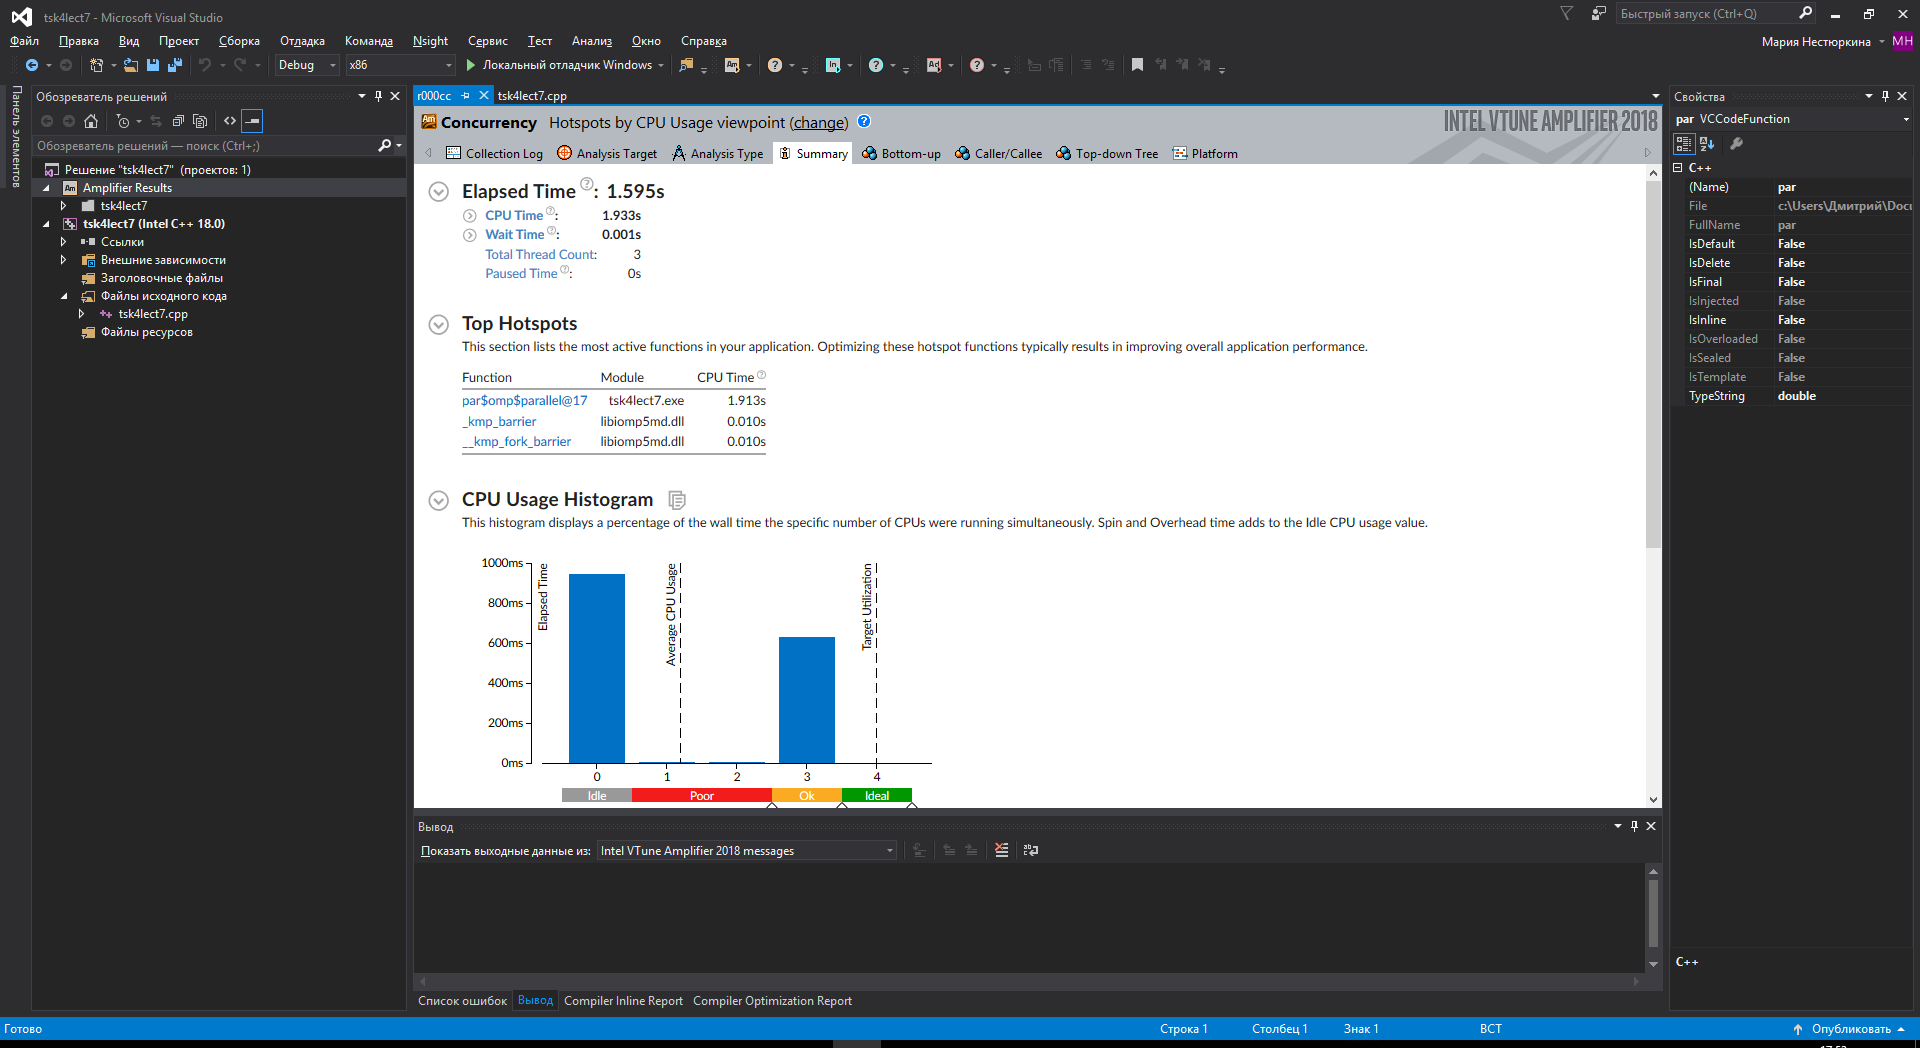 tsk4lect7 - Microsoft Visual Studio
Быстрый запуск (Ctrl+Q)
Файл Правка Вид Проект Сборка Отладка Команда Nsight Сервис Тест Анализ Окно Справка
Мария Нестюркина МН
Debug x86 Локальный отладчик Windows
Панель элементов
Обозреватель решений
Обозреватель решений — поиск (Ctrl+;)
Решение "tsk4lect7" (проектов: 1)
Amplifier Results
tsk4lect7
tsk4lect7 (Intel C++ 18.0)
Ссылки
Внешние зависимости
Заголовочные файлы
Файлы исходного кода
tsk4lect7.cpp
Файлы ресурсов
r000cc tsk4lect7.cpp
Concurrency Hotspots by CPU Usage viewpoint (change)
INTEL VTUNE AMPLIFIER 2018
Collection Log Analysis Target Analysis Type Summary Bottom-up Caller/Callee Top-down Tree Platform
Elapsed Time: 1.595s
CPU Time: 1.933s
Wait Time: 0.001s
Total Thread Count: 3
Paused Time: 0s
Top Hotspots
This section lists the most active functions in your application. Optimizing these hotspot functions typically results in improving overall application performance.
Function Module CPU Time
par$omp$parallel@17 tsk4lect7.exe 1.913s
_kmp_barrier libiomp5md.dll 0.010s
__kmp_fork_barrier libiomp5md.dll 0.010s
CPU Usage Histogram
This histogram displays a percentage of the wall time the specific number of CPUs were running simultaneously. Spin and Overhead time adds to the Idle CPU usage value.
1000ms
800ms
600ms
400ms
200ms
0ms
Elapsed Time
Average CPU Usage
Target Utilization
0 1 2 3 4
Idle Poor Ok Ideal
Вывод
Показать выходные данные из: Intel VTune Amplifier 2018 messages
Список ошибок Вывод Compiler Inline Report Compiler Optimization Report
Свойства
par VCCodeFunction
C++
(Name) par
File c:\Users\Дмитрий\Docu
FullName par
IsDefault False
IsDelete False
IsFinal False
IsInjected False
IsInline False
IsOverloaded False
IsSealed False
IsTemplate False
TypeString double
C++
Готово Строка 1 Столбец 1 Знак 1 ВСТ Опубликовать